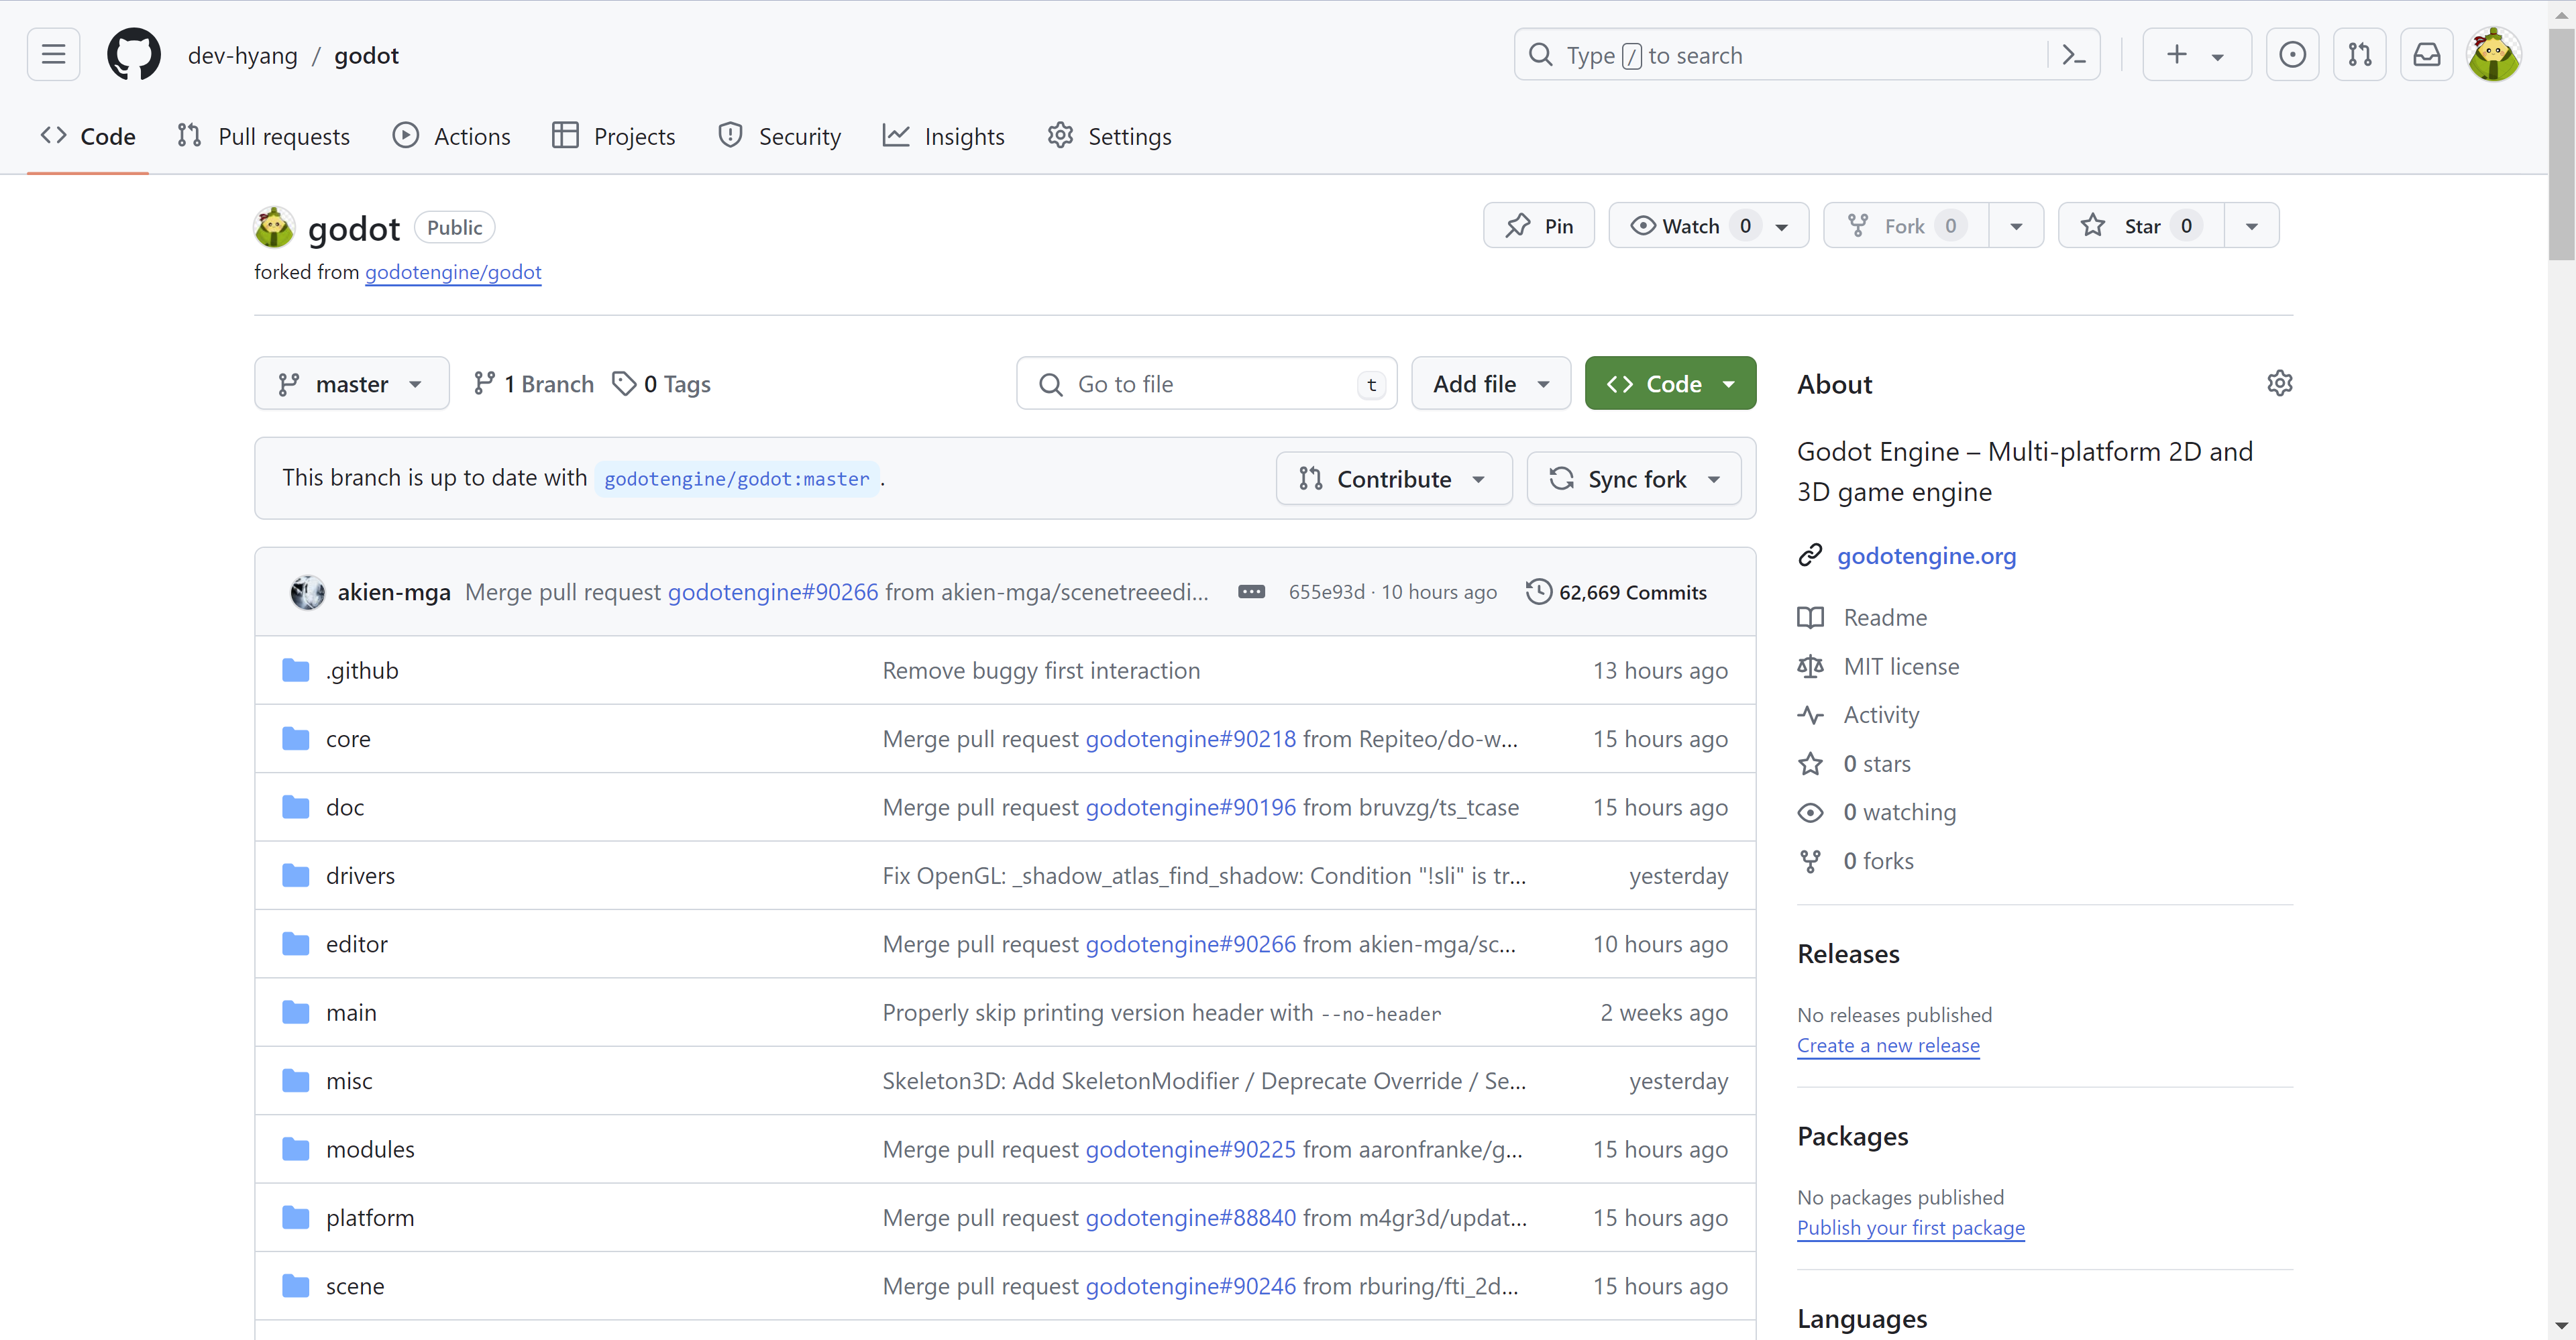 dev-hyang / godot
Type / to search
Code Pull requests Actions Projects Security Insights Settings
godot Public
forked from godotengine/godot
Pin Watch 0 Fork 0 Star 0
master 1 Branch 0 Tags
Go to file t Add file Code
This branch is up to date with godotengine/godot:master .
Contribute Sync fork
akien-mga Merge pull request godotengine#90266 from akien-mga/scenetreeedi... 655e93d · 10 hours ago 62,669 Commits
.github Remove buggy first interaction 13 hours ago
core Merge pull request godotengine#90218 from Repiteo/do-w... 15 hours ago
doc Merge pull request godotengine#90196 from bruvzg/ts_tcase 15 hours ago
drivers Fix OpenGL: _shadow_atlas_find_shadow: Condition "!sli" is tr... yesterday
editor Merge pull request godotengine#90266 from akien-mga/sc... 10 hours ago
main Properly skip printing version header with --no-header 2 weeks ago
misc Skeleton3D: Add SkeletonModifier / Deprecate Override / Se... yesterday
modules Merge pull request godotengine#90225 from aaronfranke/g... 15 hours ago
platform Merge pull request godotengine#88840 from m4gr3d/updat... 15 hours ago
scene Merge pull request godotengine#90246 from rburing/fti_2d... 15 hours ago
About
Godot Engine – Multi-platform 2D and
3D game engine
godotengine.org
Readme
MIT license
Activity
0 stars
0 watching
0 forks
Releases
No releases published
Create a new release
Packages
No packages published
Publish your first package
Languages